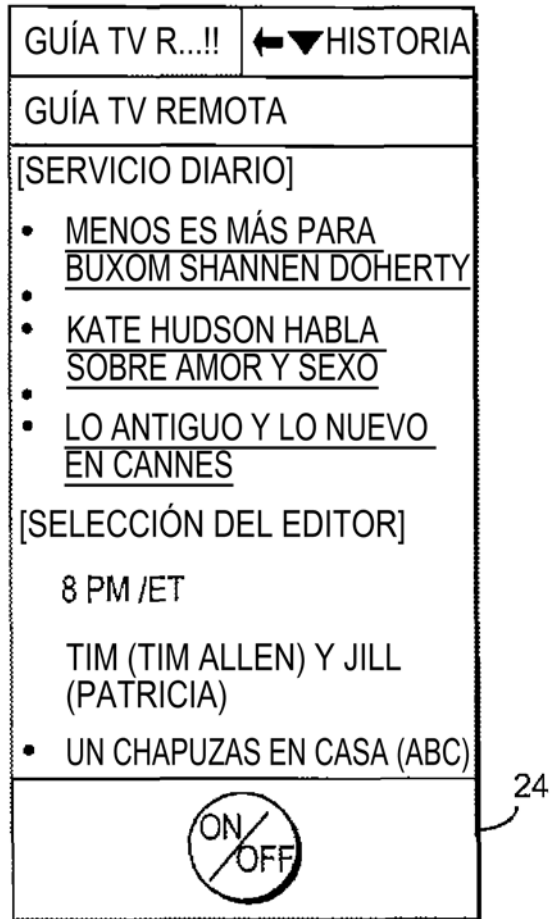 GUÍA TV R...!! ←▼HISTORIA
GUÍA TV REMOTA
[SERVICIO DIARIO]
• MENOS ES MÁS PARA
BUXOM SHANNEN DOHERTY
•
• KATE HUDSON HABLA
SOBRE AMOR Y SEXO
•
• LO ANTIGUO Y LO NUEVO
EN CANNES
[SELECCIÓN DEL EDITOR]
8 PM /ET
TIM (TIM ALLEN) Y JILL
(PATRICIA)
• UN CHAPUZAS EN CASA (ABC)
24
ON/OFF